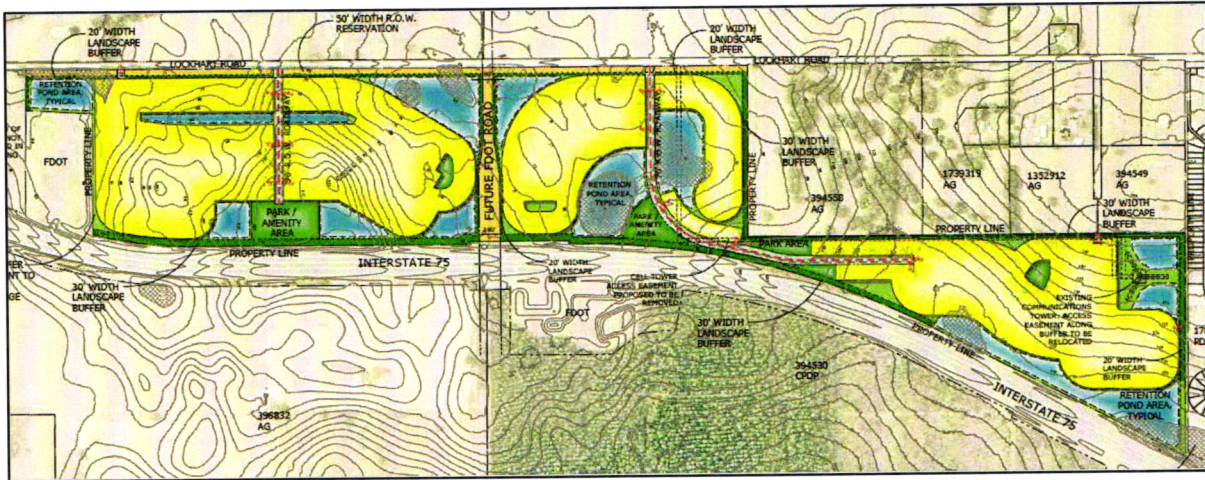 50' WIDTH R.O.W.
RESERVATION
20' WIDTH
LANDSCAPE
BUFFER
20' WIDTH
LANDSCAPE
BUFFER
LOCKHART ROAD
LOCKHART ROAD
RETENTION
POND AREA,
TYPICAL
FDOT
PROPERTY LINE
FUTURE FDOT ROAD
RETENTION
POND AREA,
TYPICAL
PARK /
AMENITY
AREA
PARK /
AMENITY
AREA
30' WIDTH
LANDSCAPE
BUFFER
PROPERTY LINE
394558
AG
1739319
AG
1352912
AG
394549
AG
30' WIDTH
LANDSCAPE
BUFFER
PROPERTY LINE
PARK AREA
PROPERTY LINE
INTERSTATE 75
20' WIDTH
LANDSCAPE
BUFFER
CELL TOWER
ACCESS EASEMENT
PROPOSED TO BE
REMOVED
FDOT
30' WIDTH
LANDSCAPE
BUFFER
30' WIDTH
LANDSCAPE
BUFFER
EXISTING
COMMUNICATIONS
TOWER: ACCESS
EASEMENT ALONG
BUFFER TO BE
RELOCATED
PROPERTY LINE
20' WIDTH
LANDSCAPE
BUFFER
RETENTION
POND AREA,
TYPICAL
INTERSTATE 75
394530
CPDP
396832
AG